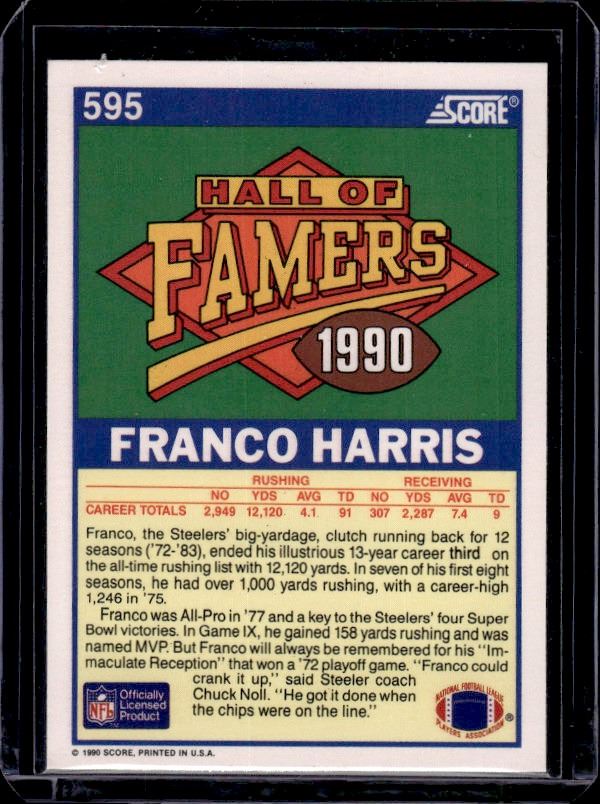 595 SCORE®
HALL OF
FAMERS
1990
FRANCO HARRIS
RUSHING RECEIVING
NO YDS AVG TD NO YDS AVG TD
CAREER TOTALS 2,949 12,120 4.1 91 307 2,287 7.4 9
Franco, the Steelers' big-yardage, clutch running back for 12
seasons ('72-'83), ended his illustrious 13-year career third on
the all-time rushing list with 12,120 yards. In seven of his first eight
seasons, he had over 1,000 yards rushing, with a career-high
1,246 in '75.
Franco was All-Pro in '77 and a key to the Steelers' four Super
Bowl victories. In Game IX, he gained 158 yards rushing and was
named MVP. But Franco will always be remembered for his "Im-
maculate Reception" that won a '72 playoff game. "Franco could
crank it up," said Steeler coach
Chuck Noll. "He got it done when
the chips were on the line."
NFL
TM
Officially
Licensed
Product
NATIONAL FOOTBALL LEAGUE
PLAYERS ASSOCIATION
®
© 1990 SCORE, PRINTED IN U.S.A.